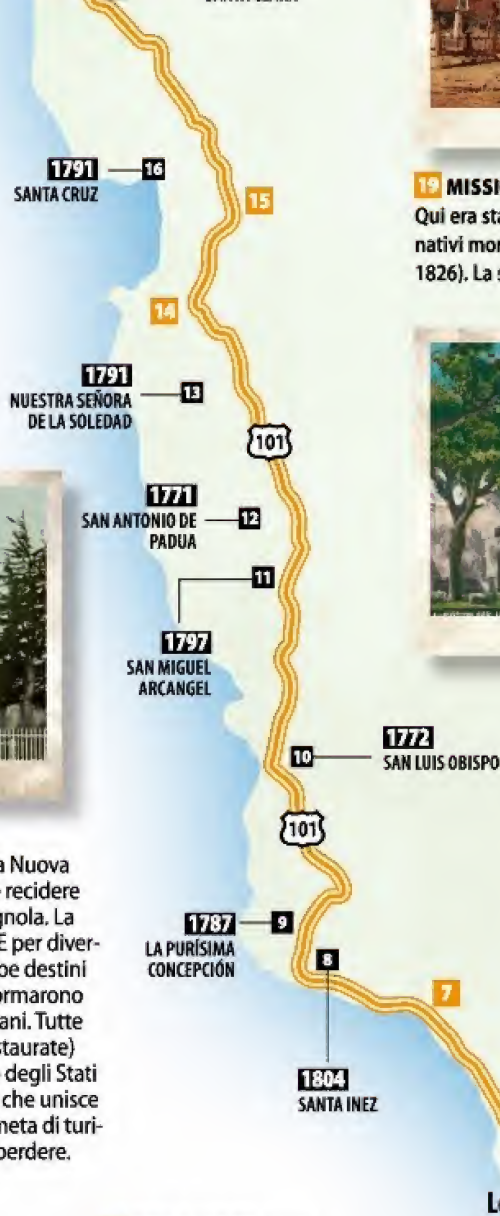 1791
16
SANTA CRUZ
15
19 MISSI
Qui era sta
nativi mor
1826). La s
14
1791
13
NUESTRA SEÑORA
DE LA SOLEDAD
101
1771
SAN ANTONIO DE
PADUA
12
11
1797
SAN MIGUEL
ARCANGEL
10
1772
SAN LUIS OBISPO
101
a Nuova
recidere
gnola. La
E per diver-
be destini
ormarono
ani. Tutte
staurate)
degli Stati
che unisce
meta di turi-
perdere.
1787
9
LA PURÍSIMA
CONCEPCIÓN
8
7
1804
SANTA INEZ